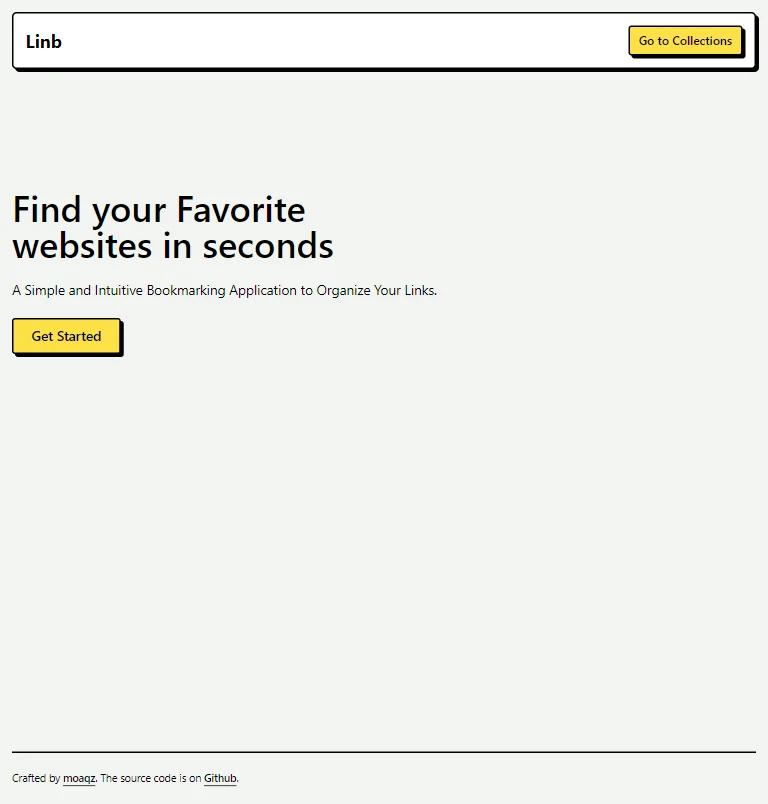 Linb
Go to Collections
Find your Favorite
websites in seconds
A Simple and Intuitive Bookmarking Application to Organize Your Links.
Get Started
Crafted by moaqz. The source code is on Github.